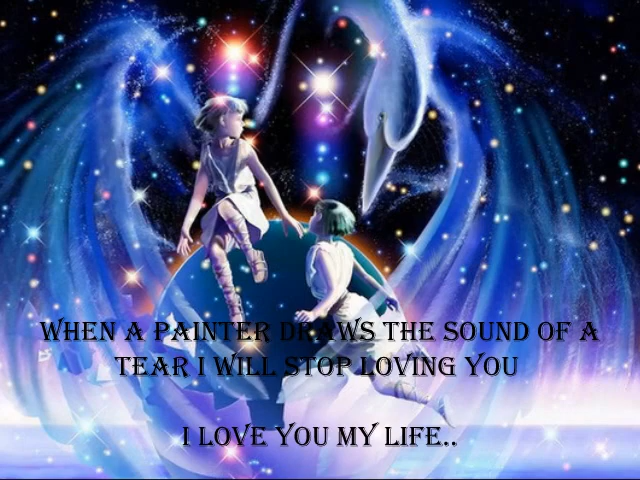 WHEN A PAINTER DRAWS THE SOUND OF A
TEAR I WILL STOP LOVING YOU
I LOVE YOU MY LIFE..